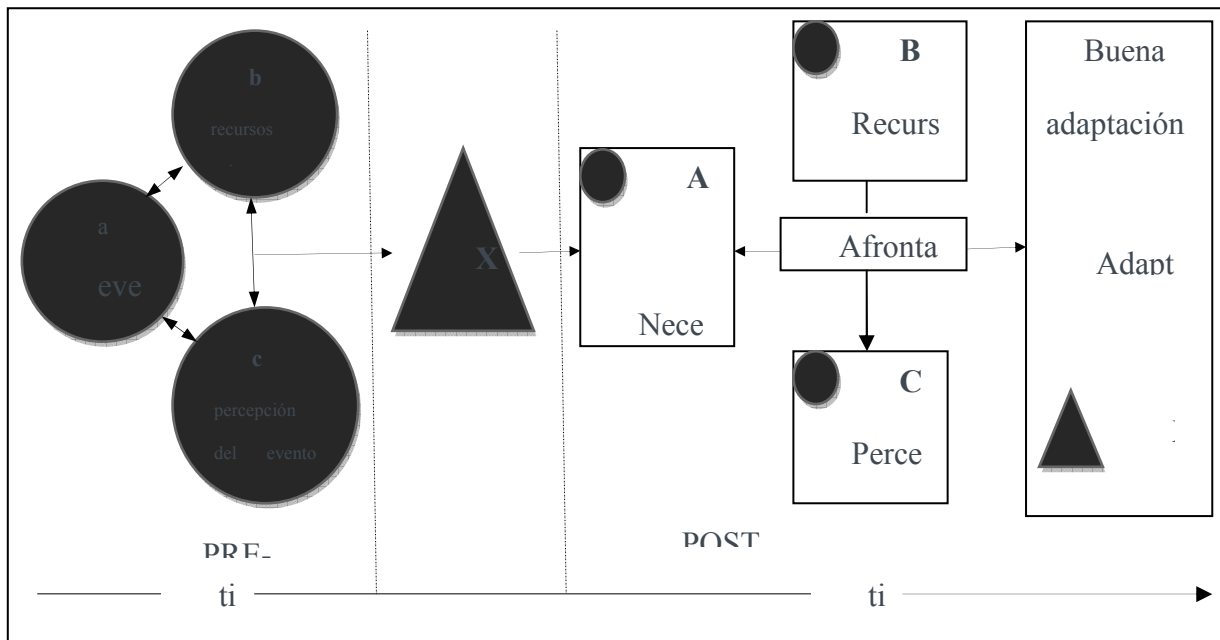 b
recursos
a
eve
c
percepción
del evento
X
A
Nece
B
Recurs
Afronta
C
Perce
Buena
adaptación
Adapt
PRE-
POST
ti
ti